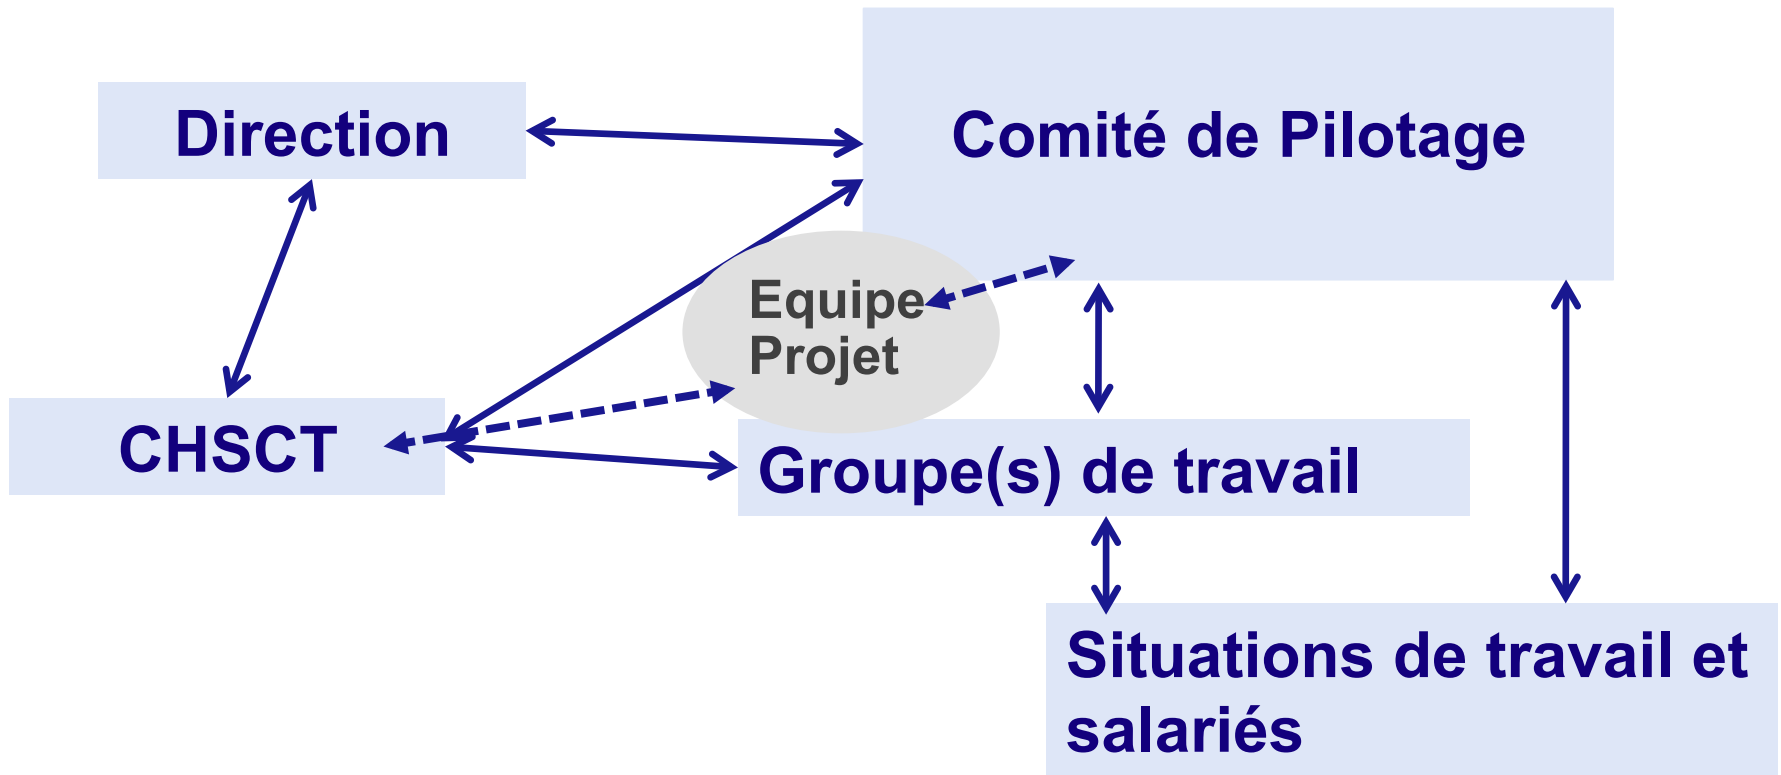 Direction
Comité de Pilotage
Equipe
Projet
CHSCT
Groupe(s) de travail
Situations de travail et
salariés